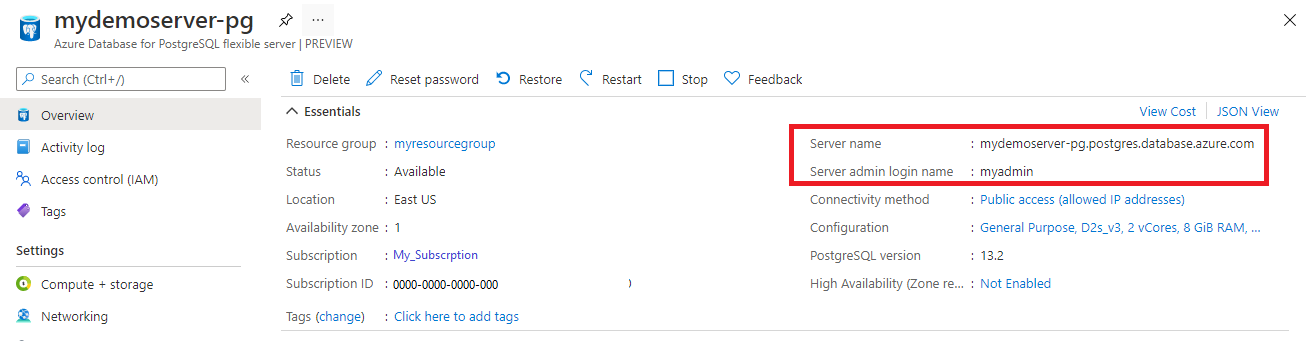 mydemoserver-pg ...
Azure Database for PostgreSQL flexible server | PREVIEW
Search (Ctrl+/) «
Overview
Activity log
Access control (IAM)
Tags
Settings
Compute + storage
Networking
Delete Reset password Restore Restart Stop Feedback
Essentials
View Cost JSON View
Resource group : myresourcegroup
Status : Available
Location : East US
Availability zone : 1
Subscription : My_Subscrption
Subscription ID : 0000-0000-0000-000 )
Tags (change) : Click here to add tags
Server name : mydemoserver-pg.postgres.database.azure.com
Server admin login name : myadmin
Connectivity method : Public access (allowed IP addresses)
Configuration : General Purpose, D2s_v3, 2 vCores, 8 GiB RAM, ...
PostgreSQL version : 13.2
High Availability (Zone re... : Not Enabled